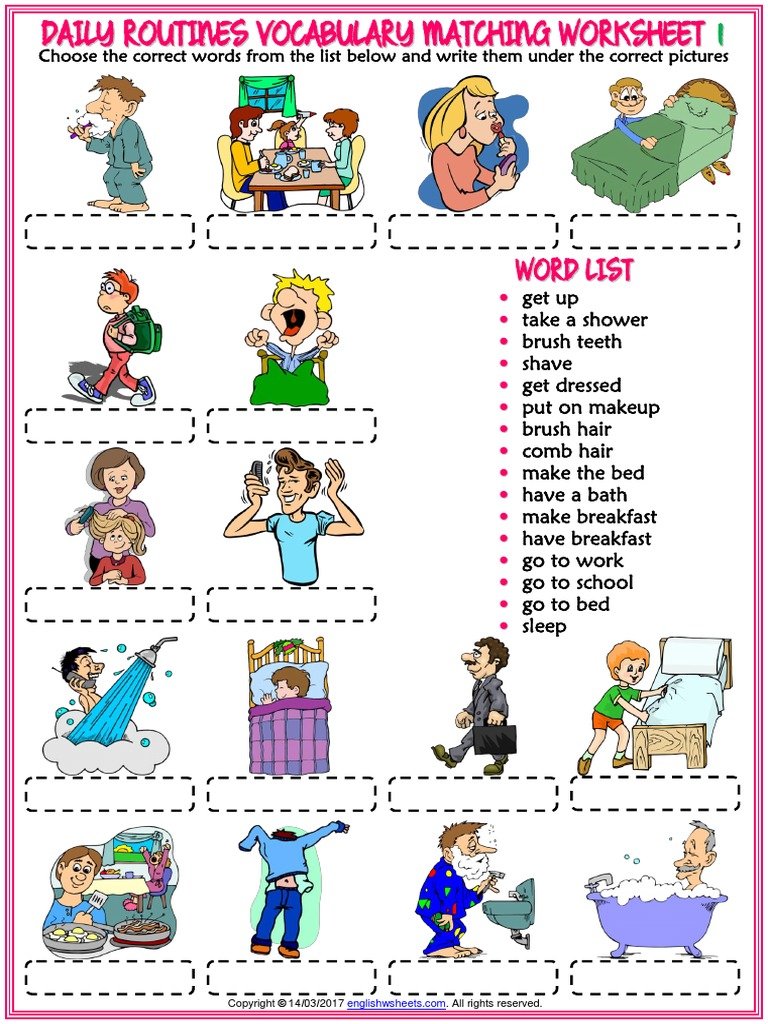 DAILY ROUTINES VOCABULARY MATCHING WORKSHEET 1
Choose the correct words from the list below and write them under the correct pictures
WORD LIST
• get up
• take a shower
• brush teeth
• shave
• get dressed
• put on makeup
• brush hair
• comb hair
• make the bed
• have a bath
• make breakfast
• have breakfast
• go to work
• go to school
• go to bed
• sleep
Copyright © 14/03/2017 englishwsheets.com. All rights reserved.